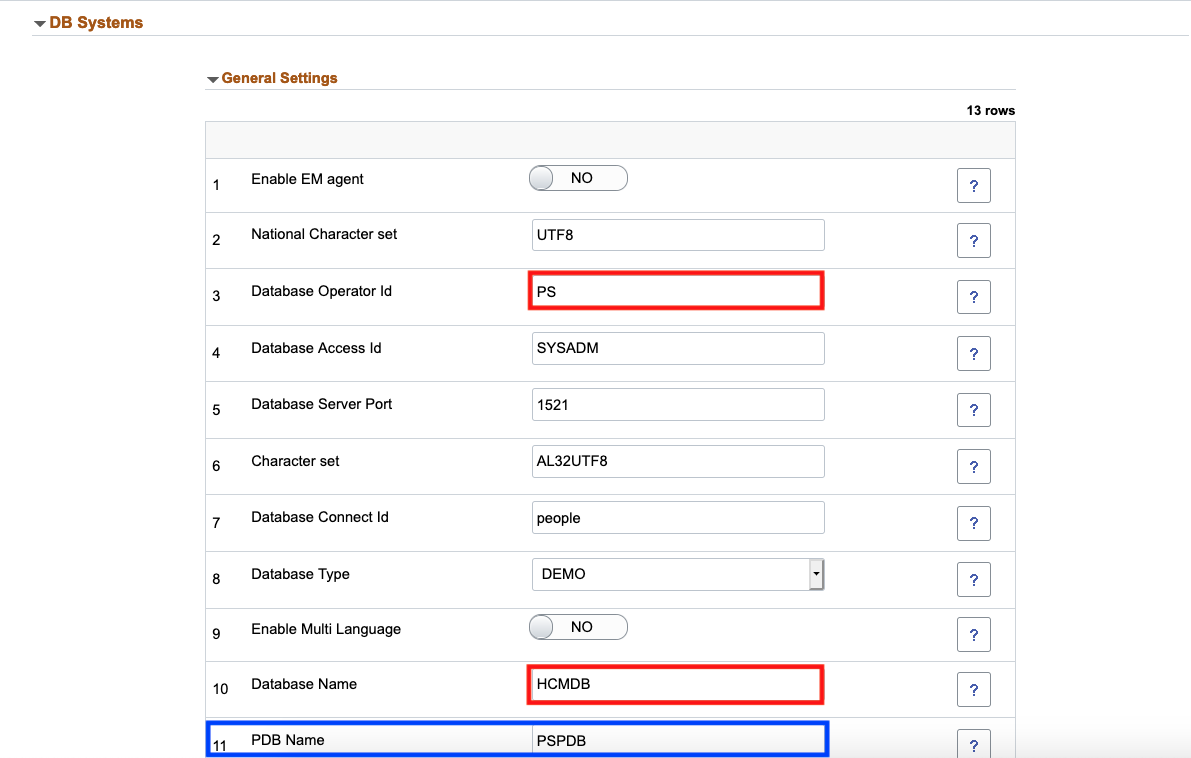 DB Systems
General Settings
13 rows
1 Enable EM agent NO ?
2 National Character set UTF8 ?
3 Database Operator Id PS ?
4 Database Access Id SYSADM ?
5 Database Server Port 1521 ?
6 Character set AL32UTF8 ?
7 Database Connect Id people ?
8 Database Type DEMO ?
9 Enable Multi Language NO ?
10 Database Name HCMDB ?
11 PDB Name PSPDB ?